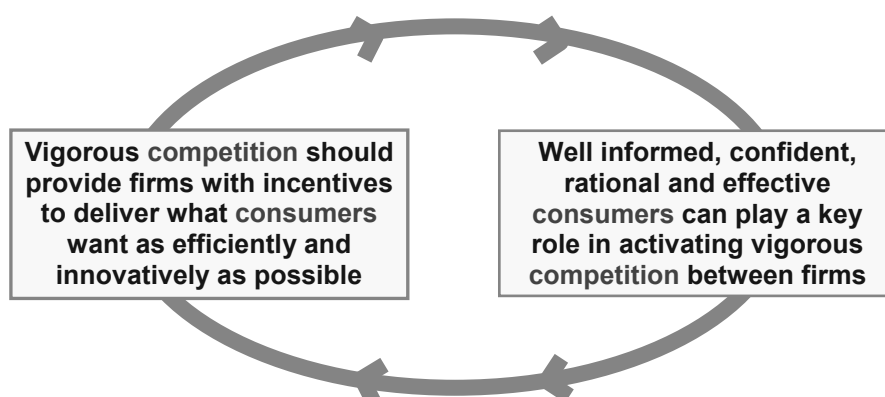 Vigorous competition should
provide firms with incentives
to deliver what consumers
want as efficiently and
innovatively as possible
Well informed, confident,
rational and effective
consumers can play a key
role in activating vigorous
competition between firms